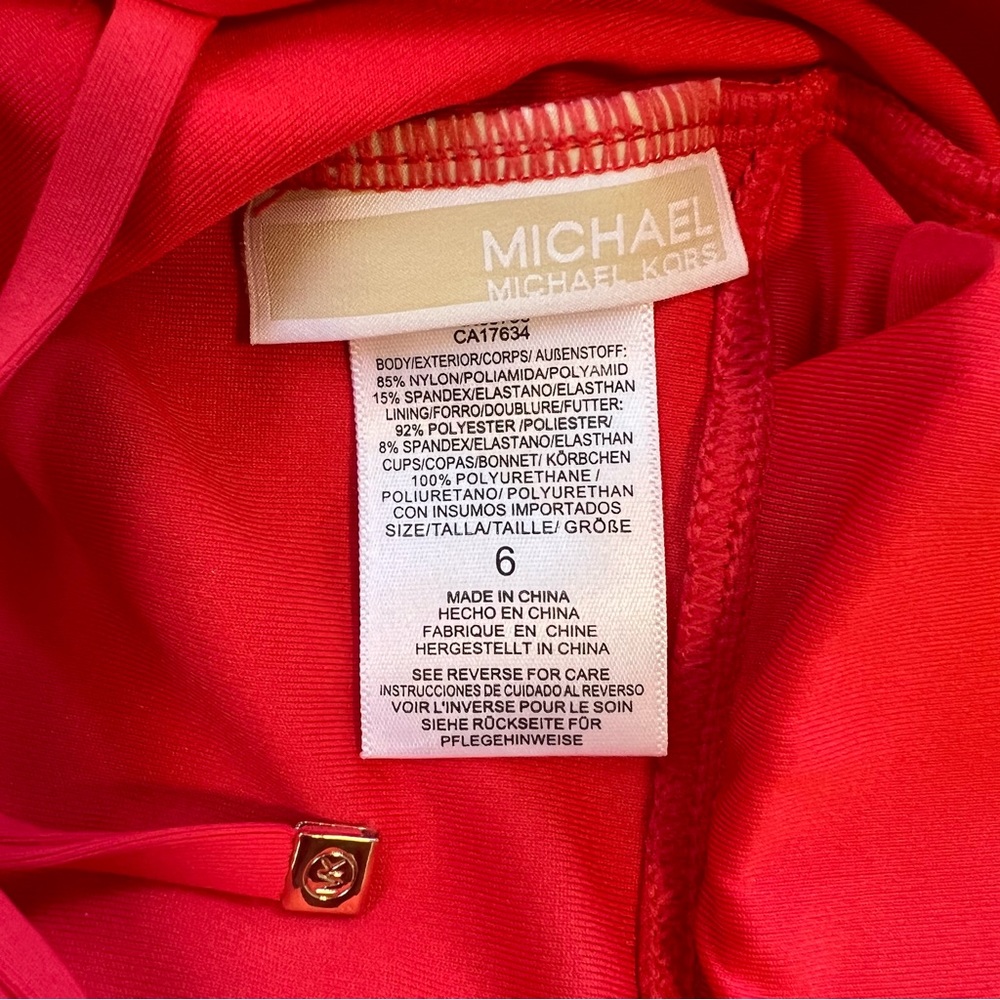 MICHAEL
MICHAEL KORS
CA17634
BODY/EXTERIOR/CORPS/ AUßENSTOFF:
85% NYLON/POLIAMIDA/POLYAMID
15% SPANDEX/ELASTANO/ELASTHAN
LINING/FORRO/DOUBLURE/FUTTER:
92% POLYESTER /POLIESTER/
8% SPANDEX/ELASTANO/ELASTHAN
CUPS/COPAS/BONNET/ KÖRBCHEN
100% POLYURETHANE /
POLIURETANO/ POLYURETHAN
CON INSUMOS IMPORTADOS
SIZE/TALLA/TAILLE/ GRÖßE
6
MADE IN CHINA
HECHO EN CHINA
FABRIQUE EN CHINE
HERGESTELLT IN CHINA
SEE REVERSE FOR CARE
INSTRUCCIONES DE CUIDADO AL REVERSO
VOIR L'INVERSE POUR LE SOIN
SIEHE RÜCKSEITE FÜR
PFLEGEHINWEISE
MK